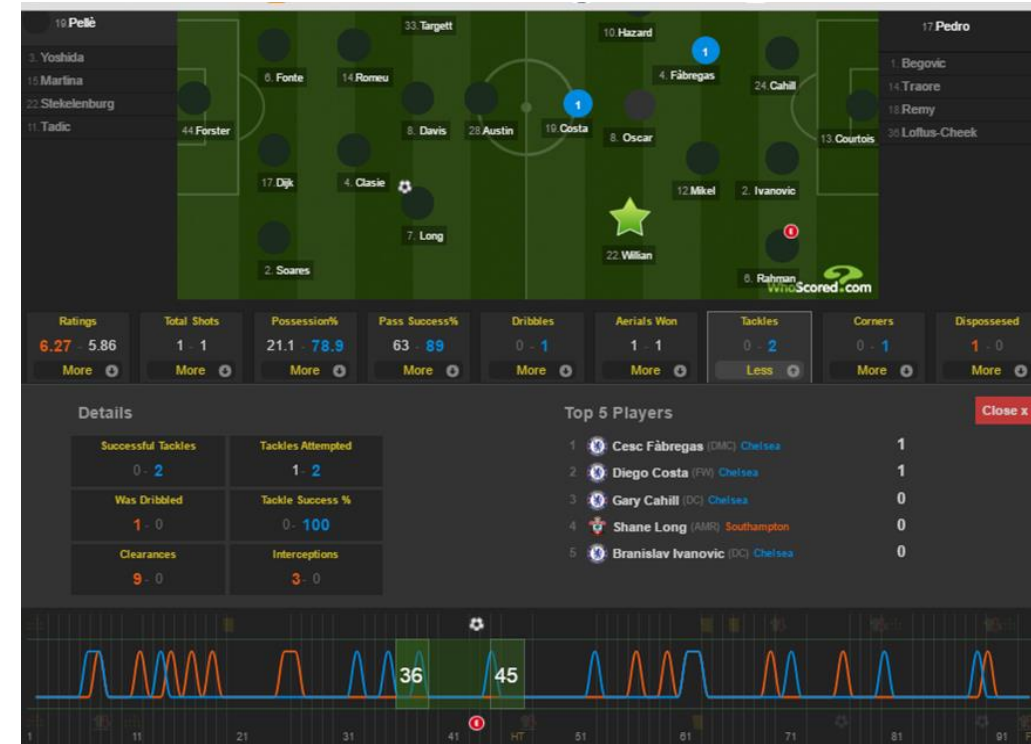 19.Pellè
3. Yoshida
15.Martina
22.Stekelenburg
11.Tadic
33.Targett
6. Fonte
14.Romeu
44.Forster
8. Davis
28.Austin
17.Dijk
4. Clasie
7. Long
2. Soares
10.Hazard
1
4. Fàbregas
24.Cahill
1
19.Costa
8. Oscar
13.Courtois
12.Mikel
2. Ivanovic
22.Willian
6
6. Rahman
WhoScored.com
17.Pedro
1. Begovic
14.Traore
18.Remy
36.Loftus-Cheek
Ratings Total Shots Possession% Pass Success% Dribbles Aerials Won Tackles Corners Dispossesed
6.27 - 5.86 1 - 1 21.1 - 78.9 63 - 89 0 - 1 1 - 1 0 - 2 0 - 1 1 - 0
More More More More More More Less More More
Details
Successful Tackles Tackles Attempted
0 - 2 1 - 2
Was Dribbled Tackle Success %
1 - 0 0 - 100
Clearances Interceptions
9 - 0 3 - 0
Top 5 Players
Close x
1 Cesc Fàbregas (DMC) Chelsea 1
2 Diego Costa (FW) Chelsea 1
3 Gary Cahill (DC) Chelsea 0
4 Shane Long (AMR) Southampton 0
5 Branislav Ivanovic (DC) Chelsea 0
36 45
6
1 11 21 31 41 HT 51 61 71 81 91 F